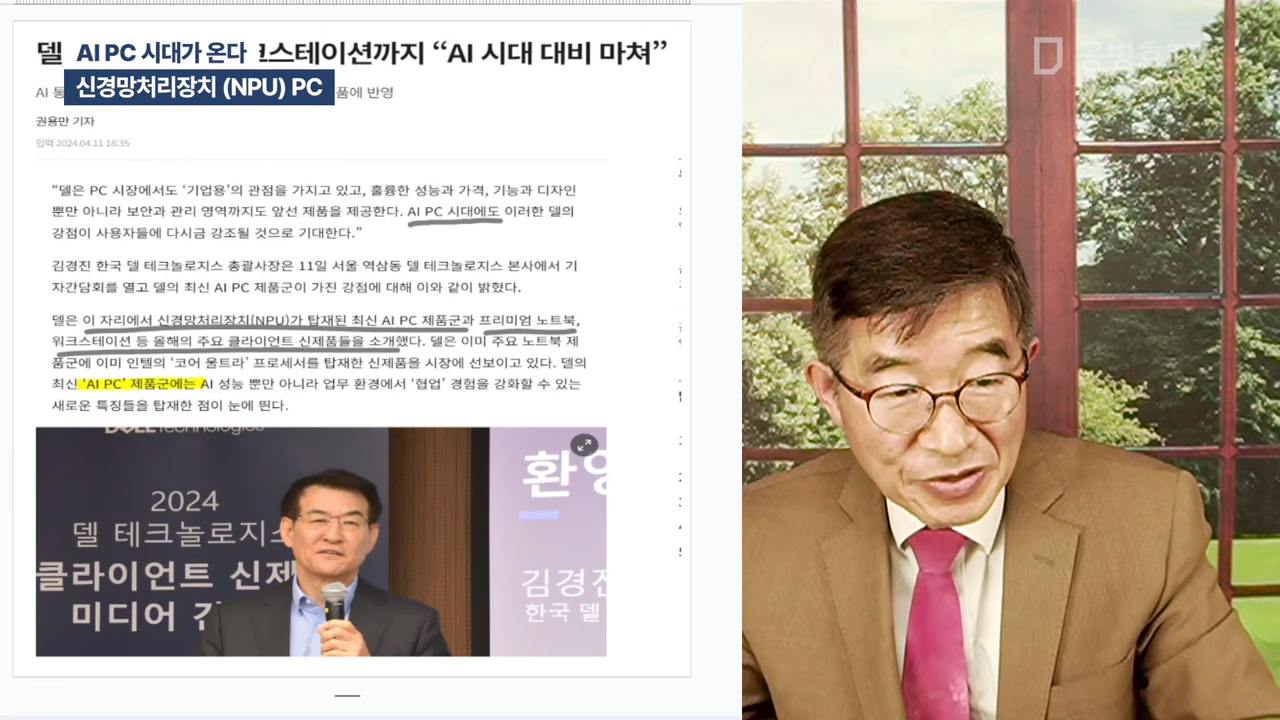 델
AI PC 시대가 온다
크스테이션까지 “AI 시대 대비 마쳐”
신경망처리장치 (NPU) PC
AI 통
품에 반영
권용만 기자
입력 2024.04.11 18:35
“델은 PC 시장에서도 ‘기업용’의 관점을 가지고 있고, 훌륭한 성능과 가격, 기능과 디자인
뿐만 아니라 보안과 관리 영역까지도 앞선 제품을 제공한다. AI PC 시대에도 이러한 델의
강점이 사용자들에 다시금 강조될 것으로 기대한다.”
김경진 한국 델 테크놀로지스 총괄사장은 11일 서울 역삼동 델 테크놀로지스 본사에서 기
자간담회를 열고 델의 최신 AI PC 제품군이 가진 강점에 대해 이와 같이 밝혔다.
델은 이 자리에서 신경망처리장치(NPU)가 탑재된 최신 AI PC 제품군과 프리미엄 노트북,
워크스테이션 등 올해의 주요 클라이언트 신제품들을 소개했다. 델은 이미 주요 노트북 제
품군에 이미 인텔의 ‘코어 울트라’ 프로세서를 탑재한 신제품을 시장에 선보이고 있다. 델의
최신 ‘AI PC’ 제품군에는 AI 성능 뿐만 아니라 업무 환경에서 ‘협업’ 경험을 강화할 수 있는
새로운 특징들을 탑재한 점이 눈에 띈다.
DELL Technologies
2024
델 테크놀로지스
클라이언트 신제
미디어 간
환영
김경진
한국 델
공병호TV